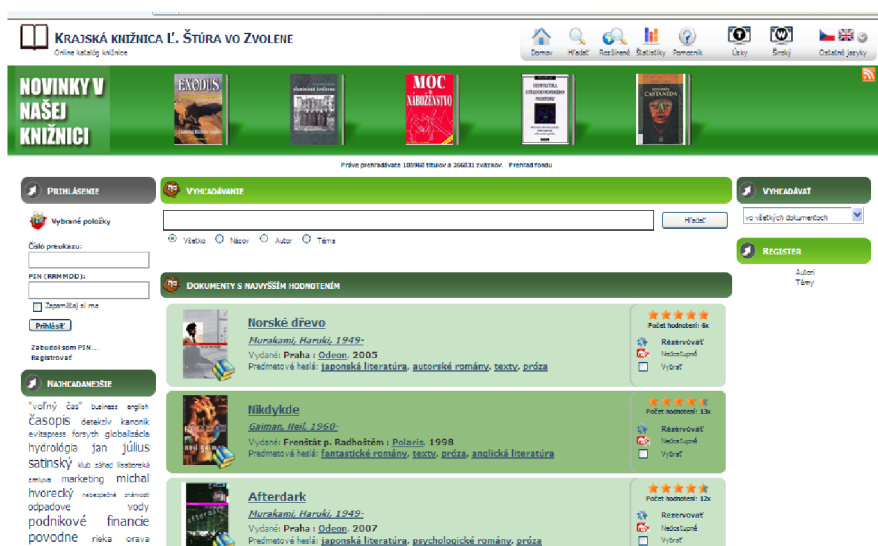 KRAJSKÁ KNIŽNICA Ľ. ŠTÚRA VO ZVOLENE
Online katalóg knižnice
Domov Hľadať Rozšírené Štatistiky Pomocník Úzky Široký Ostatné jazyky
NOVINKY V
NAŠEJ
KNIŽNICI
EXODUS
MOC
NÁBOŽENSTVO
CASTANEDA
Práve prehľadávate 109968 titulov a 266831 zväzkov. Prehľad fondu
PRIHLÁSENIE
Vybrané položky
Číslo preukazu:
PIN (RRMMDD):
Zapamätaj si ma
Prihlásiť
Zabudol som PIN...
Registrovať
NAJHĽADANEJŠIE
"voľný čas" business english
časopis detektív kanonik
evitapress forsyth globalizácia
hydrológia jan július
satinský klub záhad lisabonská
zmluva marketing michal
hvorecký nebezpečné známosti
odpadove vody
podnikové financie
povodne rieka orava
VYHĽADÁVANIE
Hľadať
Všetko Názov Autor Téma
DOKUMENTY S NAJVYŠŠÍM HODNOTENÍM
Norské dřevo
Murakami, Haruki, 1949-
Vydané: Praha : Odeon, 2005
Predmetové heslá: japonská literatúra, autorské romány, texty, próza
Počet hodnotení: 6x
Rezervovať
Nedostupné
Vybrať
Nikdykde
Gaiman, Neil, 1960-
Vydané: Frenštát p. Radhoštěm : Polaris, 1998
Predmetové heslá: fantastické romány, texty, próza, anglická literatúra
Počet hodnotení: 13x
Rezervovať
Nedostupné
Vybrať
Afterdark
Murakami, Haruki, 1949-
Vydané: Praha : Odeon, 2007
Predmetové heslá: japonská literatúra, psychologické romány, próza
Počet hodnotení: 12x
Rezervovať
Nedostupné
Vybrať
VYHĽADÁVAŤ
vo všetkých dokumentoch
REGISTER
Autori
Témy